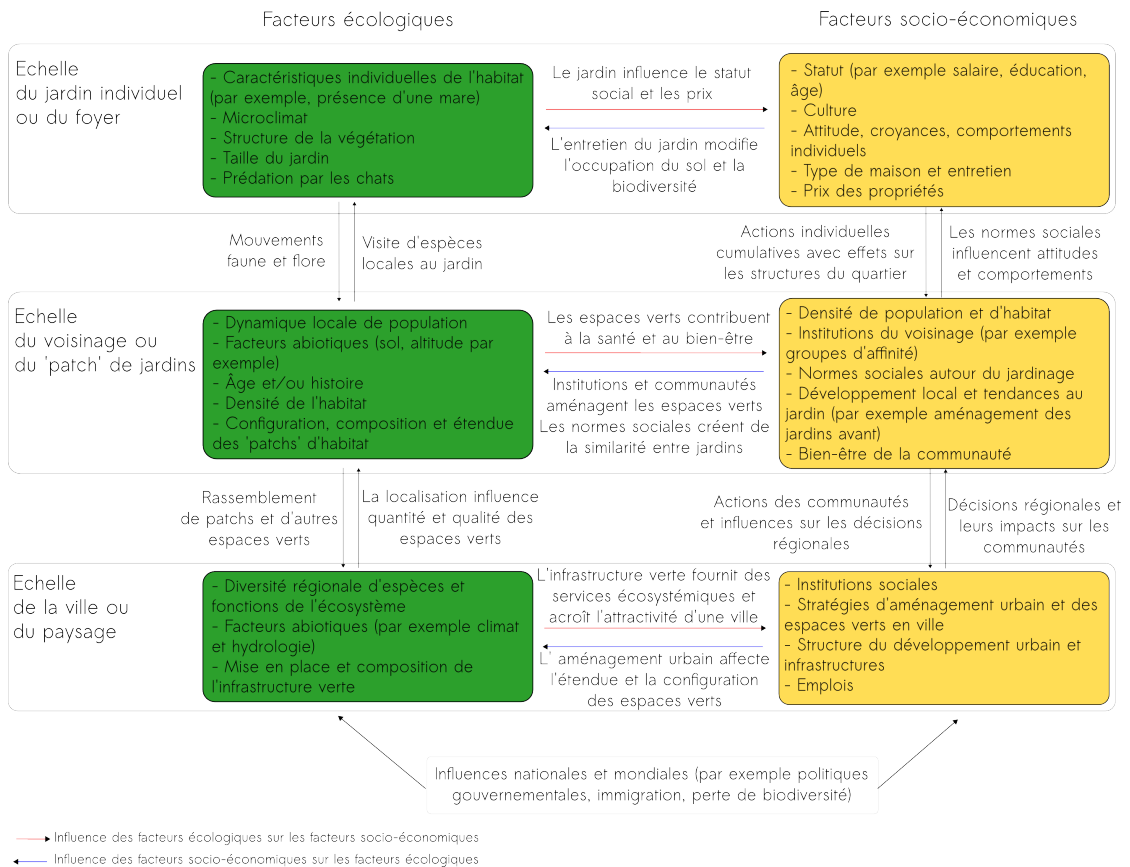 Facteurs écologiques
Facteurs socio-économiques
Echelle
du jardin individuel
ou du foyer
- Caractéristiques individuelles de l'habitat
(par exemple, présence d'une mare)
- Microclimat
- Structure de la végétation
- Taille du jardin
- Prédation par les chats
Le jardin influence le statut
social et les prix
L'entretien du jardin modifie
l'occupation du sol et la
biodiversité
- Statut (par exemple salaire, éducation,
âge)
- Culture
- Attitude, croyances, comportements
individuels
- Type de maison et entretien
- Prix des propriétés
Mouvements
faune et flore
Visite d'espèces
locales au jardin
Actions individuelles
cumulatives avec effets sur
les structures du quartier
Les normes sociales
influencent attitudes
et comportements
Echelle
du voisinage ou
du 'patch' de jardins
- Dynamique locale de population
- Facteurs abiotiques (sol, altitude par
exemple)
- Âge et/ou histoire
- Densité de l'habitat
- Configuration, composition et étendue
des 'patchs' d'habitat
Les espaces verts contribuent
à la santé et au bien-être
Institutions et communautés
aménagent les espaces verts
Les normes sociales créent de
la similarité entre jardins
- Densité de population et d'habitat
- Institutions du voisinage (par exemple
groupes d'affinité)
- Normes sociales autour du jardinage
- Développement local et tendances au
jardin (par exemple aménagement des
jardins avant)
- Bien-être de la communauté
Rassemblement
de patchs et d'autres
espaces verts
La localisation influence
quantité et qualité des
espaces verts
Actions des communautés
et influences sur les décisions
régionales
Décisions régionales et
leurs impacts sur les
communautés
Echelle
de la ville ou
du paysage
- Diversité régionale d'espèces et
fonctions de l'écosystème
- Facteurs abiotiques (par exemple climat
et hydrologie)
- Mise en place et composition de
l'infrastructure verte
L'infrastructure verte fournit des
services écosystémiques et
acroît l'attractivité d'une ville
L' aménagement urbain affecte
l'étendue et la configuration
des espaces verts
- Institutions sociales
- Stratégies d'aménagement urbain et des
espaces verts en ville
- Structure du développement urbain et
infrastructures
- Emplois
Influences nationales et mondiales (par exemple politiques
gouvernementales, immigration, perte de biodiversité)
Influence des facteurs écologiques sur les facteurs socio-économiques
Influence des facteurs socio-économiques sur les facteurs écologiques